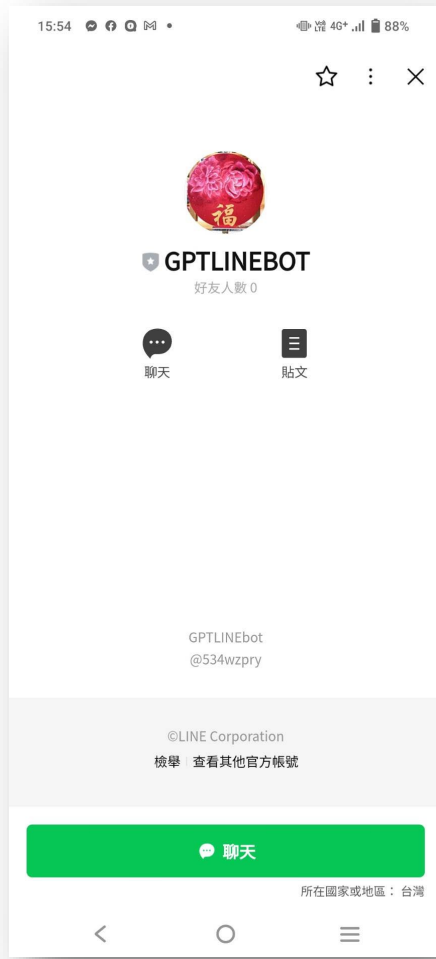 15:54 4G+ 88%
福
GPTLINEBOT
好友人數 0
聊天 貼文
GPTLINEbot
@534wzpry
©LINE Corporation
檢舉 查看其他官方帳號
聊天
所在國家或地區： 台灣